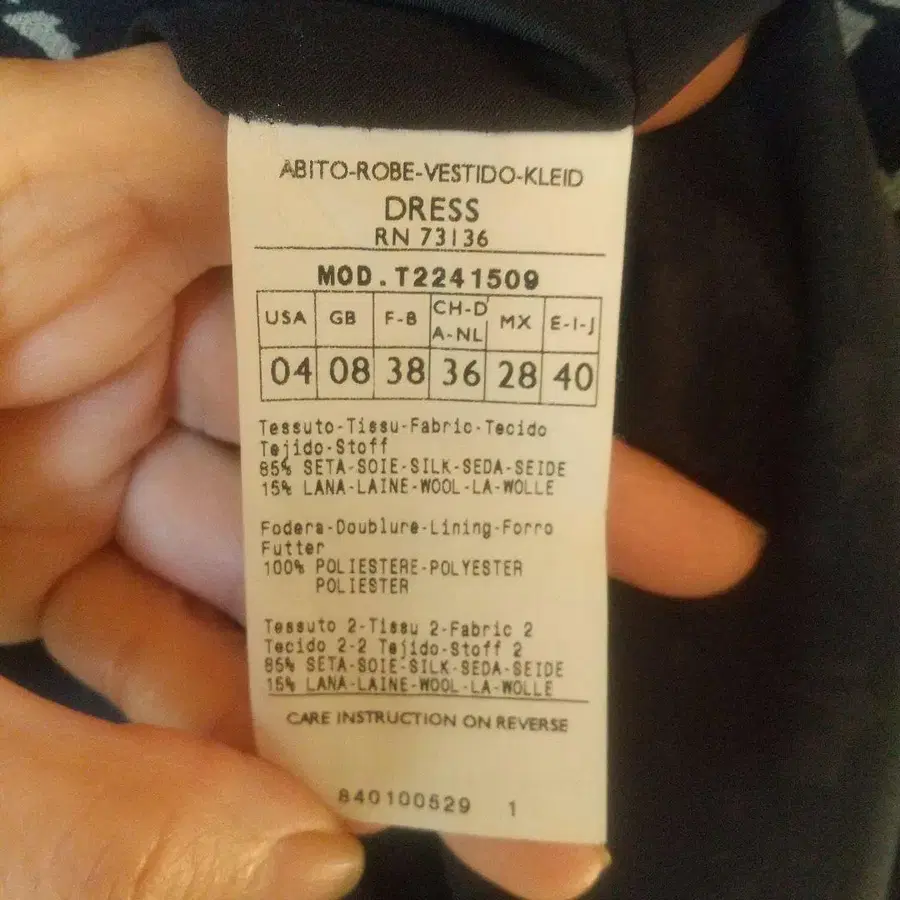 ABITO-ROBE-VESTIDO-KLEID
DRESS
RN 73136
MOD.T2241509
USA GB F-B CH-D A-NL MX E-I-J
04 08 38 36 28 40
Tessuto-Tissu-Fabric-Tecido
Tejido-Stoff
85% SETA-SOIE-SILK-SEDA-SEIDE
15% LANA-LAINE-WOOL-LA-WOLLE
Fodera-Doublure-Lining-Forro
Futter
100% POLIESTERE-POLYESTER
POLIESTER
Tessuto 2-Tissu 2-Fabric 2
Tecido 2-2 Tejido-Stoff 2
85% SETA-SOIE-SILK-SEDA-SEIDE
15% LANA-LAINE-WOOL-LA-WOLLE
CARE INSTRUCTION ON REVERSE
840100529 1